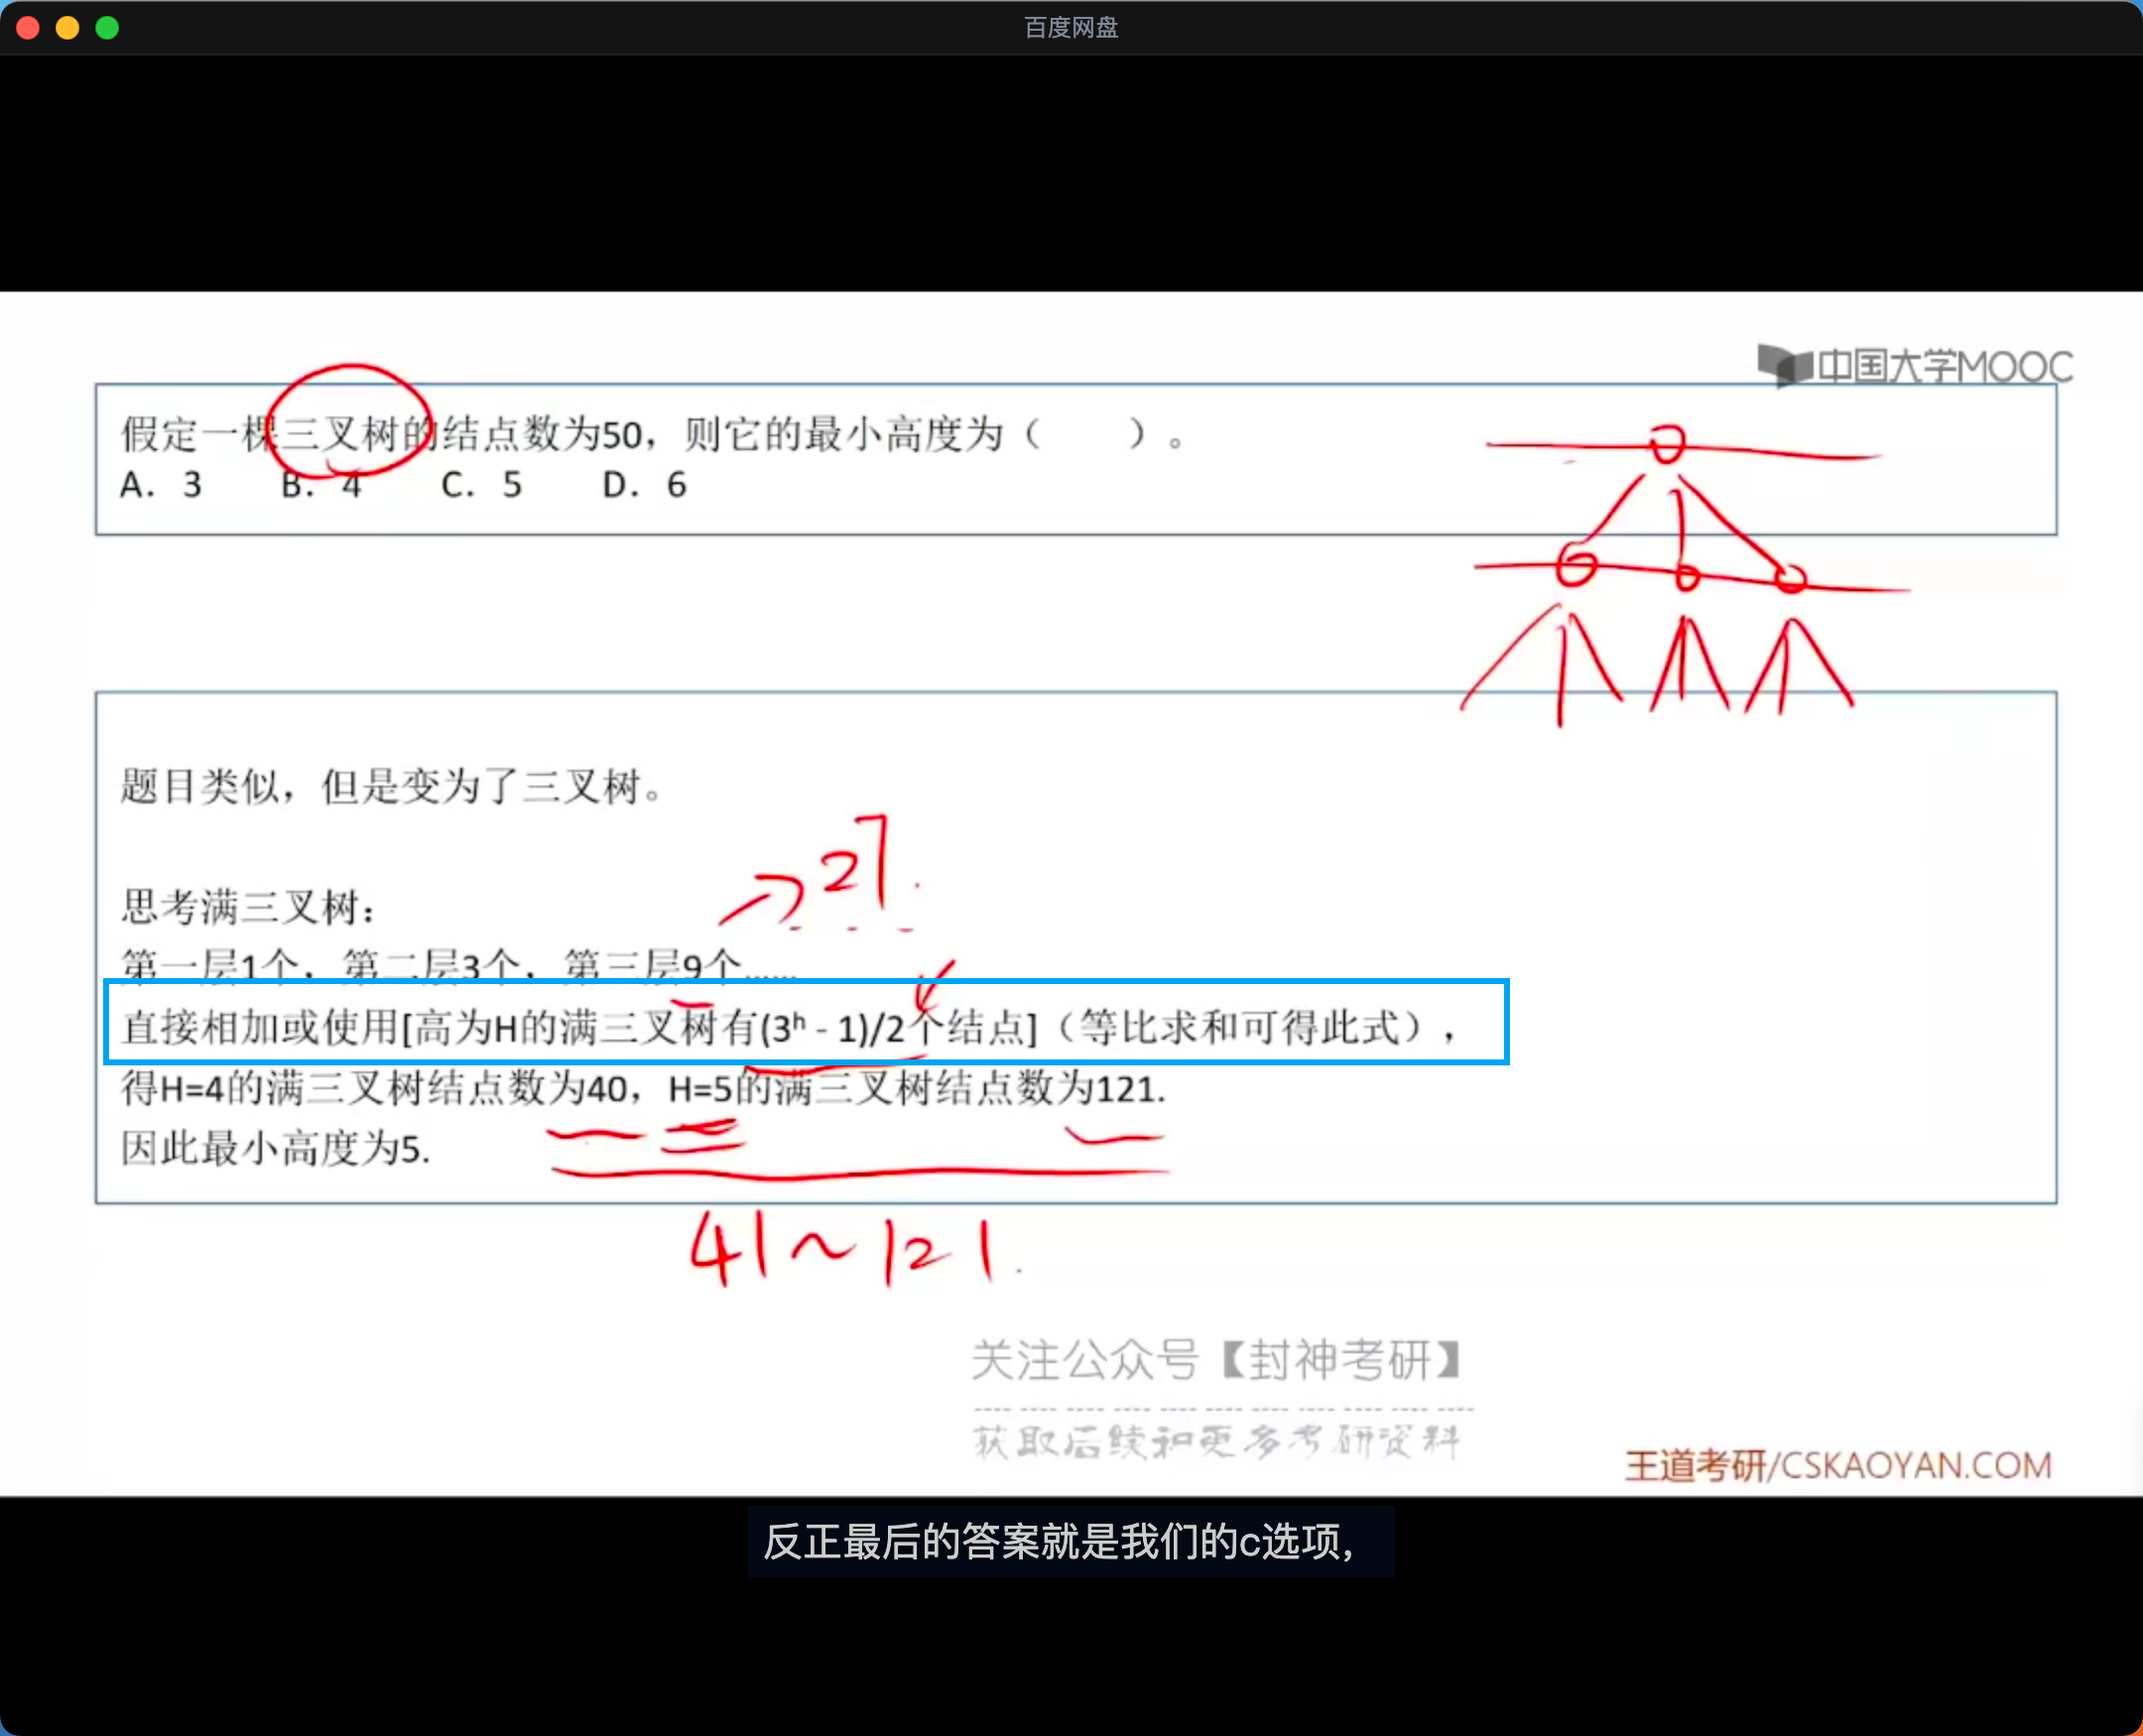 百度网盘
中国大学MOOC
假定一棵三叉树的结点数为50，则它的最小高度为（ ）。
A. 3 B. 4 C. 5 D. 6
题目类似，但是变为了三叉树。
27
思考满三叉树：
第一层1个，第二层3个，第三层9个……
直接相加或使用[高为H的满三叉树有(3ʰ - 1)/2个结点]（等比求和可得此式），
得H=4的满三叉树结点数为40，H=5的满三叉树结点数为121.
因此最小高度为5.
41~121.
关注公众号【封神考研】
获取后续和更多考研资料
王道考研/CSKAOYAN.COM
反正最后的答案就是我们的c选项,